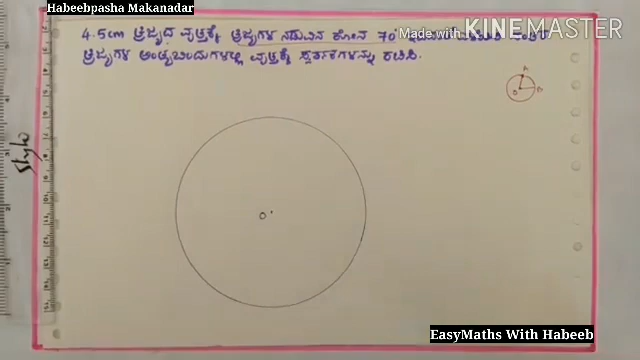 Habeebpasha Makanadar
Made with KINEMASTER
4.5cm ತ್ರಿಜ್ಯದ ವೃತ್ತಕ್ಕೆ ತ್ರಿಜ್ಯಗಳ ನಡುವಿನ ಕೋನ 70°
ತ್ರಿಜ್ಯಗಳ ಅಂತ್ಯಬಿಂದುಗಳಲ್ಲಿ ವೃತ್ತಕ್ಕೆ ಸ್ಪರ್ಶಕಗಳನ್ನು ರಚಿಸಿ.
A
O
B
Stylo
O
EasyMaths With Habeeb